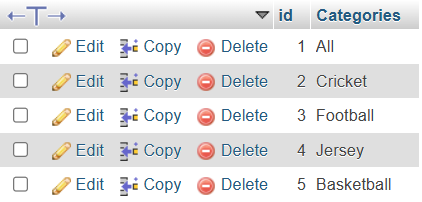 id Categories
Edit Copy Delete 1 All
Edit Copy Delete 2 Cricket
Edit Copy Delete 3 Football
Edit Copy Delete 4 Jersey
Edit Copy Delete 5 Basketball